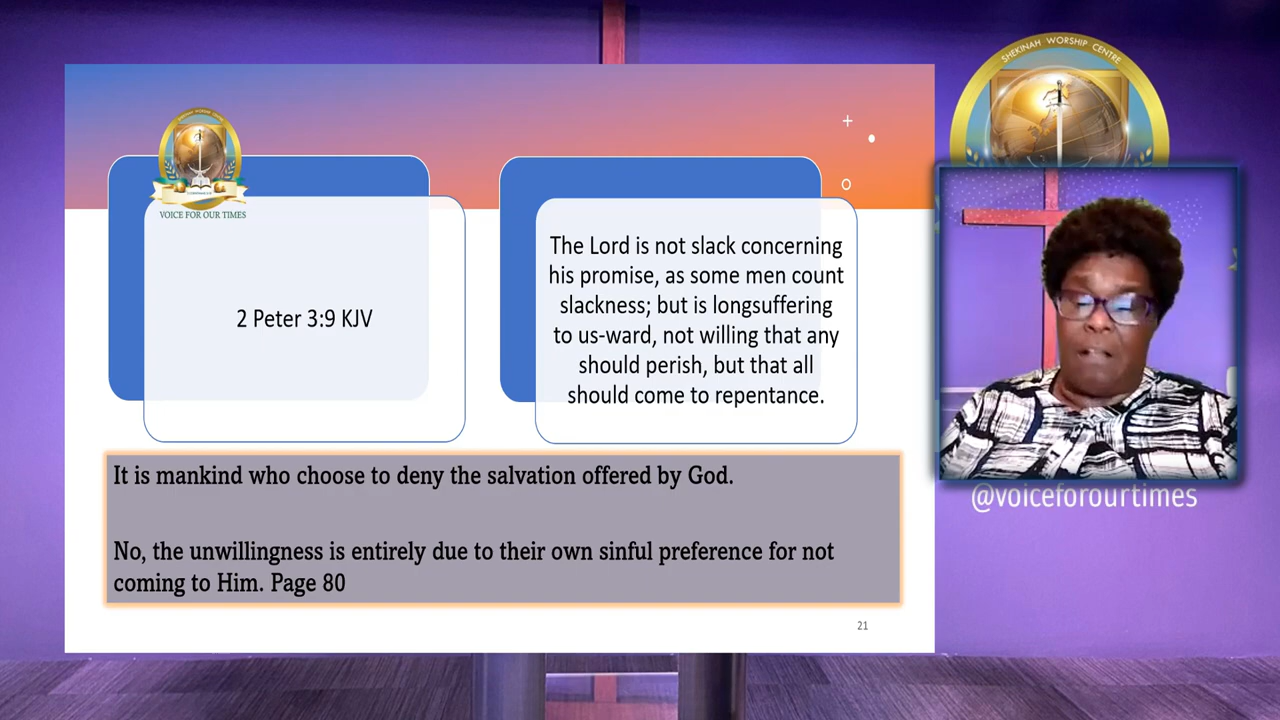 SHEKINAH WORSHIP CENTRE
VOICE FOR OUR TIMES
2 Peter 3:9 KJV
The Lord is not slack concerning
his promise, as some men count
slackness; but is longsuffering
to us-ward, not willing that any
should perish, but that all
should come to repentance.
It is mankind who choose to deny the salvation offered by God.
No, the unwillingness is entirely due to their own sinful preference for not
coming to Him. Page 80
21
@voiceforourtimes